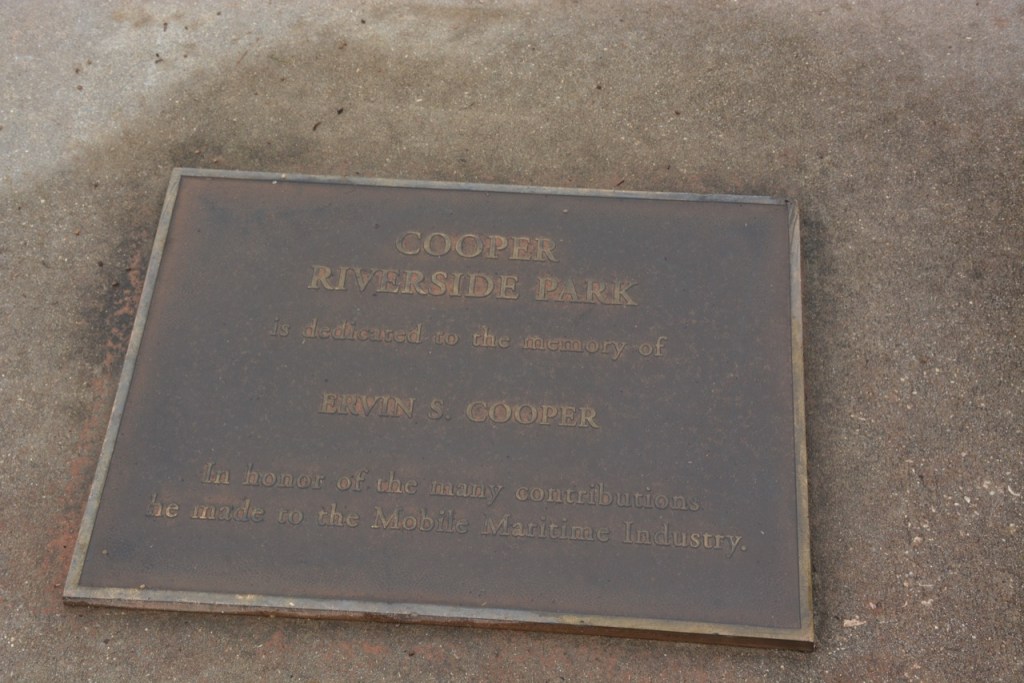 COOPER
RIVERSIDE PARK
is dedicated to the memory of
ERVIN S. COOPER
In honor of the many contributions
he made to the Mobile Maritime Industry.